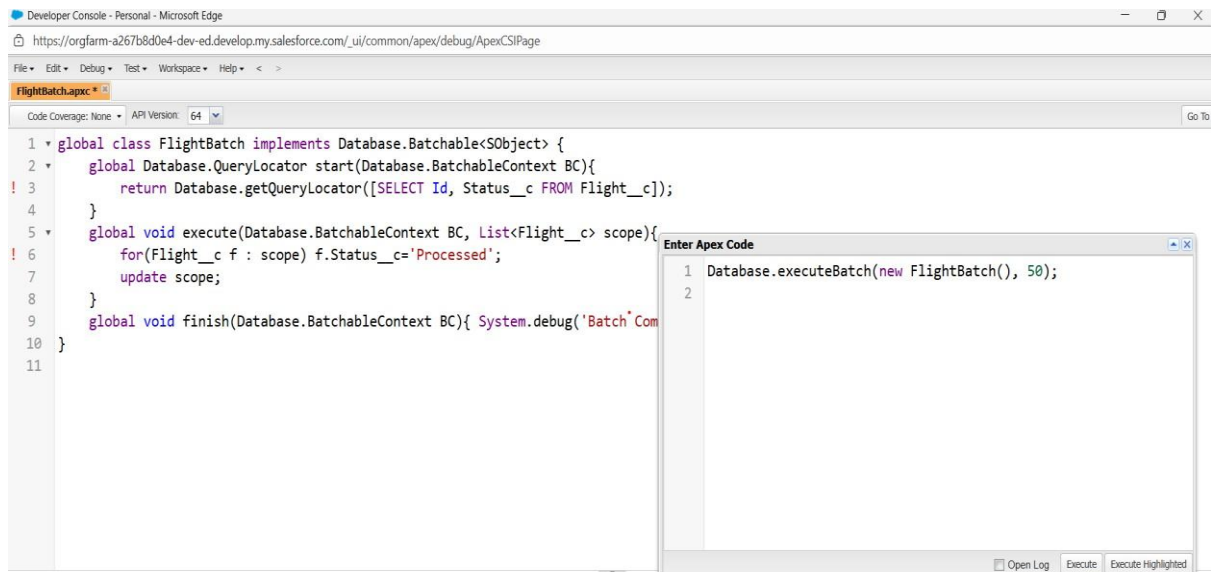 Developer Console - Personal - Microsoft Edge
https://orgfarm-a267b8d0e4-dev-ed.develop.my.salesforce.com/_ui/common/apex/debug/ApexCSIPage
File Edit Debug Test Workspace Help < >
FlightBatch.apxc *
Code Coverage: None API Version: 64 Go To
1 global class FlightBatch implements Database.Batchable<SObject> {
2 global Database.QueryLocator start(Database.BatchableContext BC){
! 3 return Database.getQueryLocator([SELECT Id, Status__c FROM Flight__c]);
4 }
5 global void execute(Database.BatchableContext BC, List<Flight__c> scope){
! 6 for(Flight__c f : scope) f.Status__c='Processed';
7 update scope;
8 }
9 global void finish(Database.BatchableContext BC){ System.debug('Batch Com
10 }
11
Enter Apex Code
1 Database.executeBatch(new FlightBatch(), 50);
2
Open Log Execute Execute Highlighted